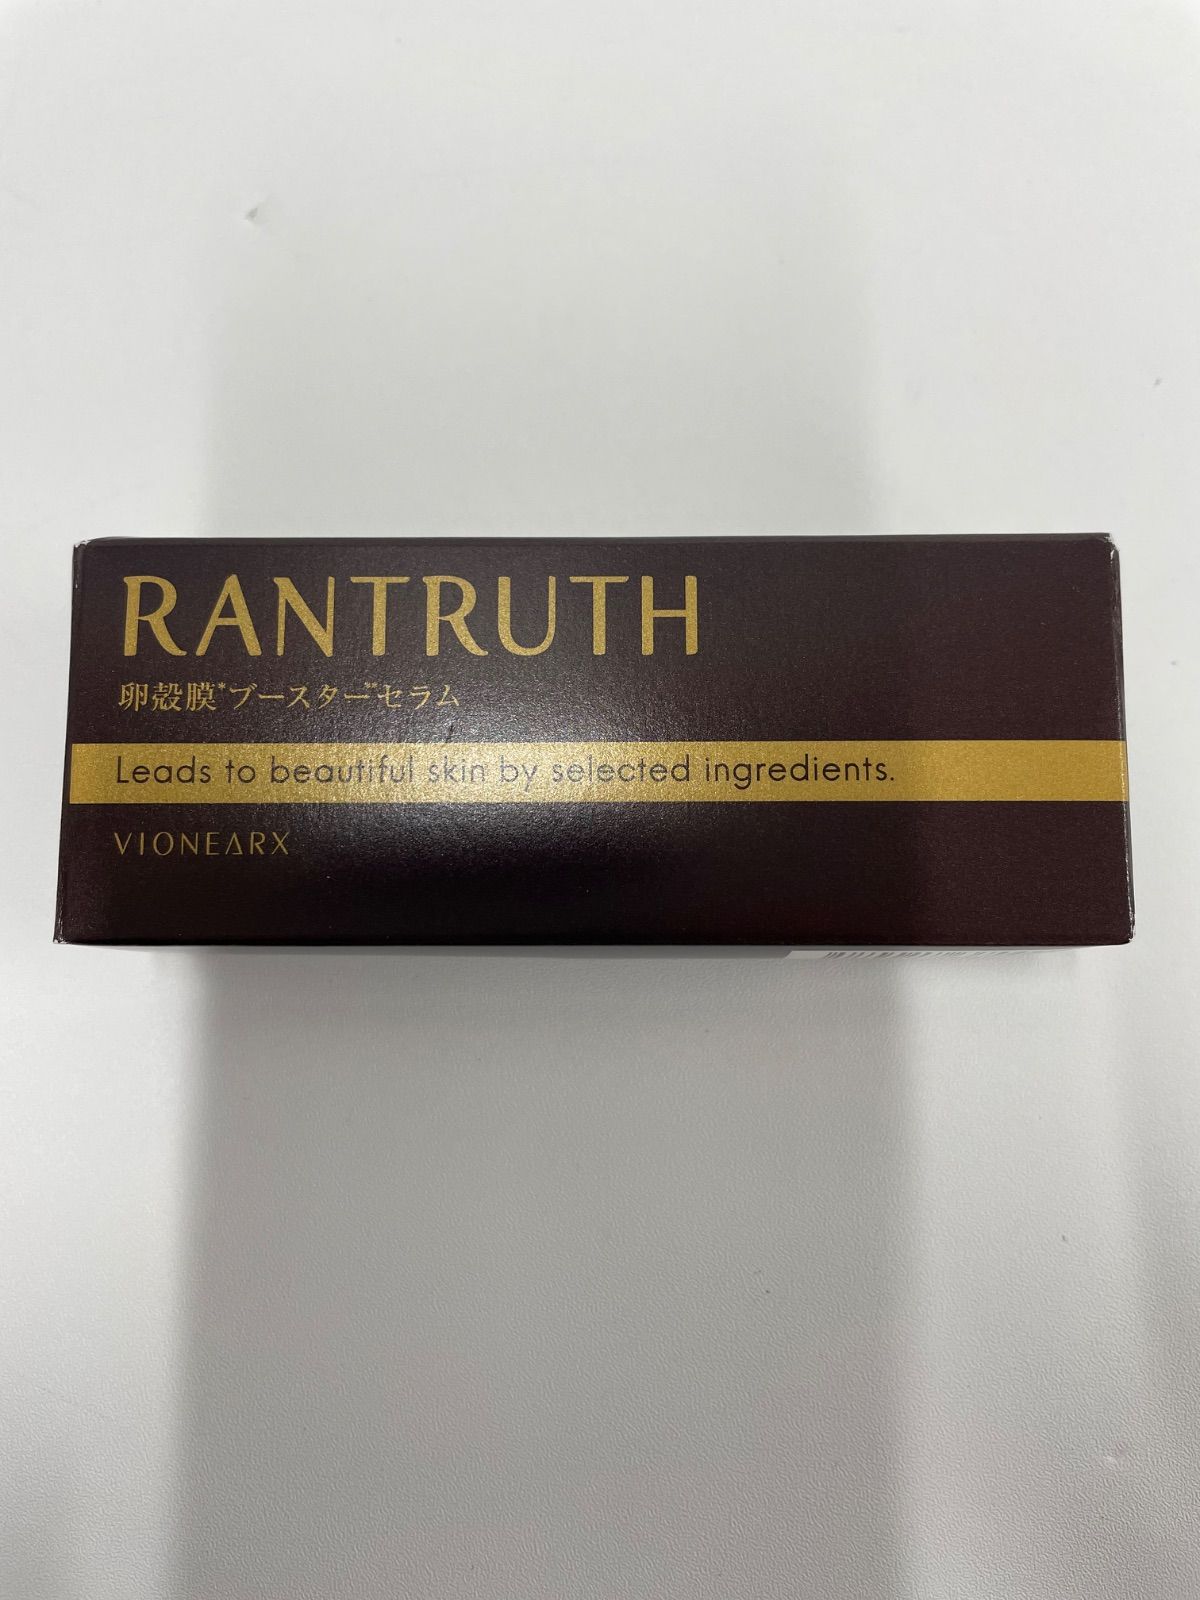 RANTRUTH
卵殻膜*ブースター**セラム
Leads to beautiful skin by selected ingredients.
VIONEARX